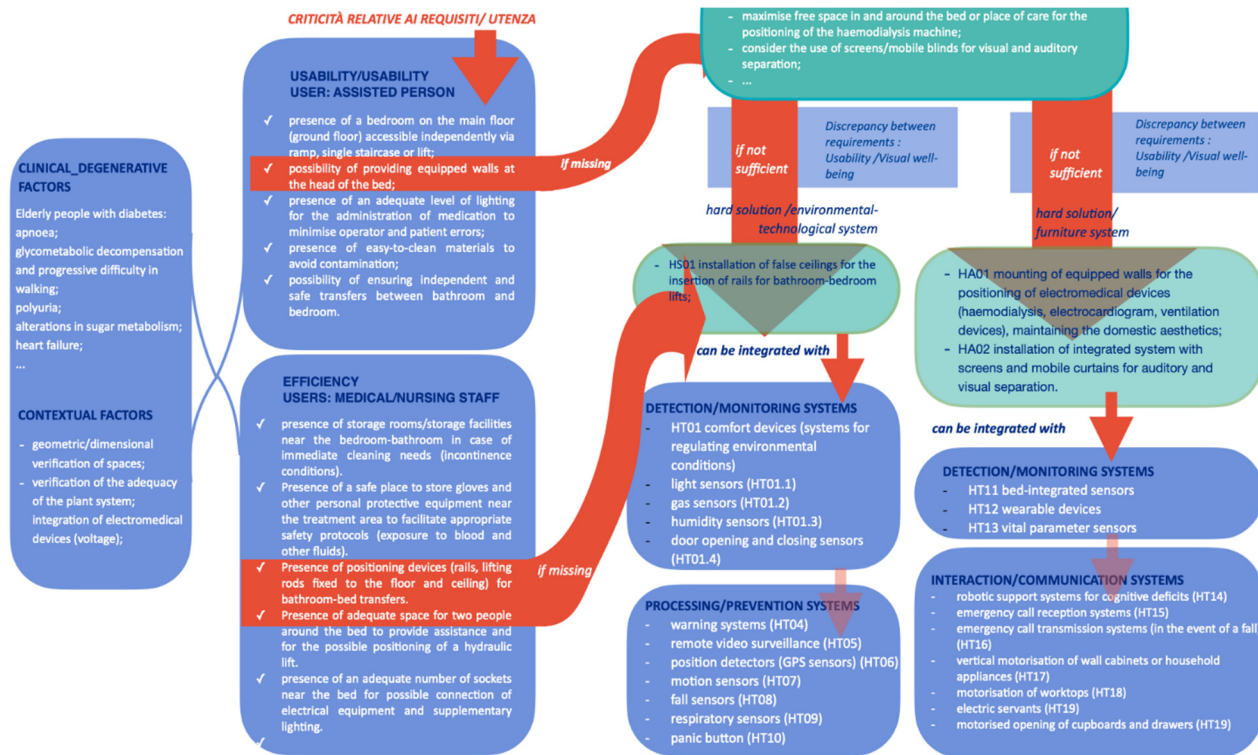 CRITICITÀ RELATIVE AI REQUISITI/ UTENZA
CLINICAL_DEGENERATIVE
FACTORS
Elderly people with diabetes:
apnoea;
glycometabolic decompensation
and progressive difficulty in
walking;
polyuria;
alterations in sugar metabolism;
heart failure;
...
CONTEXTUAL FACTORS
- geometric/dimensional
verification of spaces;
- verification of the adequacy
of the plant system;
integration of electromedical
devices (voltage);
USABILITY/USABILITY
USER: ASSISTED PERSON
✓ presence of a bedroom on the main floor
(ground floor) accessible independently via
ramp, single staircase or lift;
✓ possibility of providing equipped walls at
the head of the bed;
✓ presence of an adequate level of lighting
for the administration of medication to
minimise operator and patient errors;
✓ presence of easy-to-clean materials to
avoid contamination;
✓ possibility of ensuring independent and
safe transfers between bathroom and
bedroom.
if missing
EFFICIENCY
USERS: MEDICAL/NURSING STAFF
✓ presence of storage rooms/storage facilities
near the bedroom-bathroom in case of
immediate cleaning needs (incontinence
conditions).
✓ Presence of a safe place to store gloves and
other personal protective equipment near
the treatment area to facilitate appropriate
safety protocols (exposure to blood and
other fluids).
✓ Presence of positioning devices (rails, lifting
rods fixed to the floor and ceiling) for
bathroom-bed transfers.
✓ Presence of adequate space for two people
around the bed to provide assistance and
for the possible positioning of a hydraulic
lift.
✓ presence of an adequate number of sockets
near the bed for possible connection of
electrical equipment and supplementary
lighting.
✓
if missing
- maximise free space in and around the bed or place of care for the
positioning of the haemodialysis machine;
- consider the use of screens/mobile blinds for visual and auditory
separation;
- ...
if not
sufficient
Discrepancy between
requirements :
Usability /Visual well-
being
hard solution /environmental-
technological system
- HS01 installation of false ceilings for the
insertion of rails for bathroom-bedroom
lifts;
can be integrated with
DETECTION/MONITORING SYSTEMS
- HT01 comfort devices (systems for
regulating environmental
conditions)
- light sensors (HT01.1)
- gas sensors (HT01.2)
- humidity sensors (HT01.3)
- door opening and closing sensors
(HT01.4)
PROCESSING/PREVENTION SYSTEMS
- warning systems (HT04)
- remote video surveillance (HT05)
- position detectors (GPS sensors) (HT06)
- motion sensors (HT07)
- fall sensors (HT08)
- respiratory sensors (HT09)
- panic button (HT10)
if not
sufficient
Discrepancy between
requirements :
Usability /Visual well-
being
hard solution/
furniture system
- HA01 mounting of equipped walls for the
positioning of electromedical devices
(haemodialysis, electrocardiogram, ventilation
devices), maintaining the domestic aesthetics;
- HA02 installation of integrated system with
screens and mobile curtains for auditory and
visual separation.
can be integrated with
DETECTION/MONITORING SYSTEMS
- HT11 bed-integrated sensors
- HT12 wearable devices
- HT13 vital parameter sensors
INTERACTION/COMMUNICATION SYSTEMS
- robotic support systems for cognitive deficits (HT14)
- emergency call reception systems (HT15)
- emergency call transmission systems (in the event of a fall)
(HT16)
- vertical motorisation of wall cabinets or household
appliances (HT17)
- motorisation of worktops (HT18)
- electric servants (HT19)
- motorised opening of cupboards and drawers (HT19)